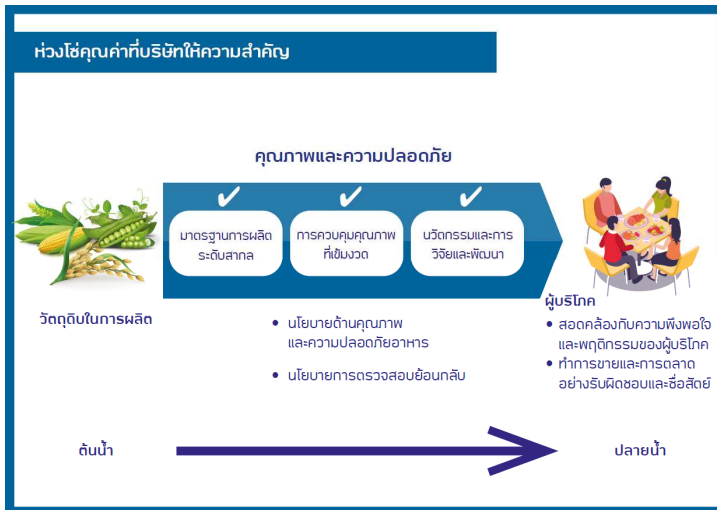 ห่วงโซ่คุณค่าที่บริษัทให้ความสำคัญ
คุณภาพและความปลอดภัย
มาตรฐานการผลิต
ระดับสากล
การควบคุมคุณภาพ
ที่เข้มงวด
นวัตกรรมและการ
วิจัยและพัฒนา
วัตถุดิบในการผลิต
• นโยบายด้านคุณภาพ
และความปลอดภัยอาหาร
• นโยบายการตรวจสอบย้อนกลับ
ผู้บริโภค
• สอดคล้องกับความพึงพอใจ
และพฤติกรรมของผู้บริโภค
• ทำการขายและการตลาด
อย่างรับผิดชอบและซื่อสัตย์
ต้นน้ำ
ปลายน้ำ